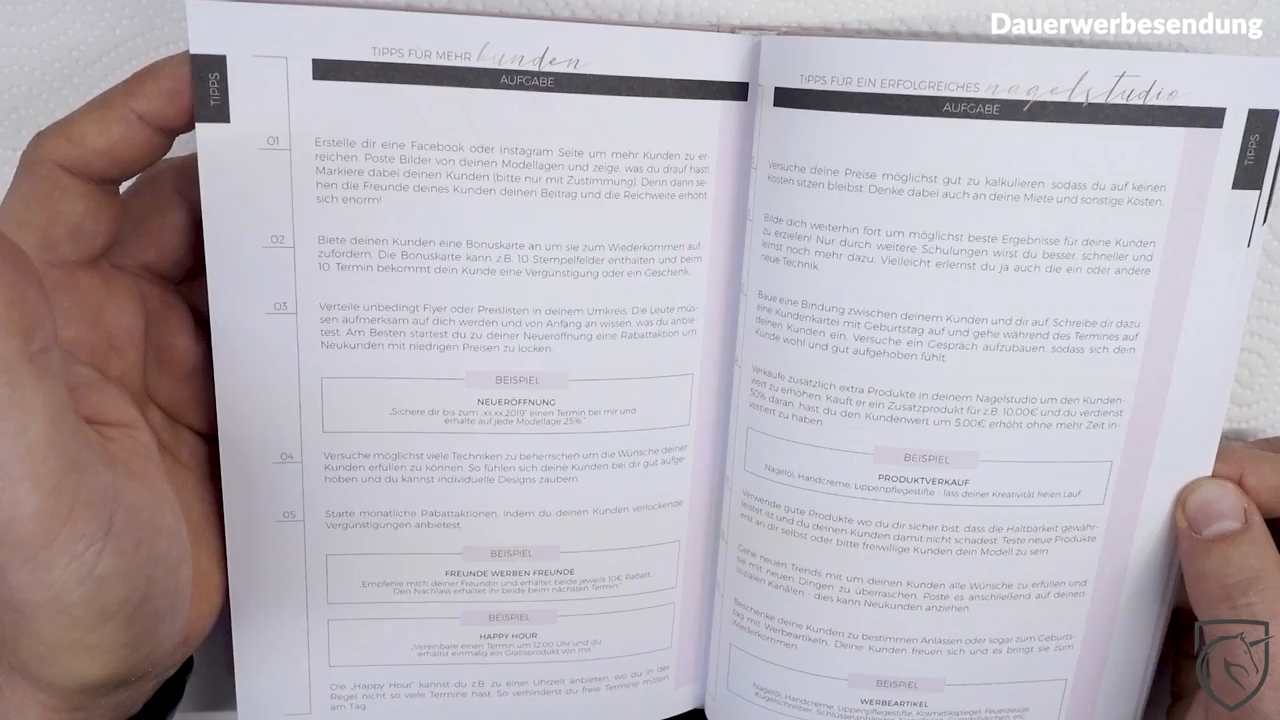 Dauerwerbesendung
TIPPS
TIPPS FÜR MEHR kunden
AUFGABE
01
Erstelle dir eine Facebook oder Instagram Seite um mehr Kunden zu er-
reichen. Poste Bilder von deinen Modellagen und zeige, was du drauf hast!
Markiere dabei deinen Kunden (bitte nur mit Zustimmung). Denn dann se-
hen die Freunde deines Kunden deinen Beitrag und die Reichweite erhöht
sich enorm!
02
Biete deinen Kunden eine Bonuskarte an um sie zum Wiederkommen auf-
zufordern. Die Bonuskarte kann z.B. 10 Stempelfelder enthalten und beim
10. Termin bekommt dein Kunde eine Vergünstigung oder ein Geschenk.
03
Verteile unbedingt Flyer oder Preislisten in deinem Umkreis. Die Leute müs-
sen aufmerksam auf dich werden und von Anfang an wissen, was du anbie-
test. Am Besten startest du zu deiner Neueröffnung eine Rabattaktion um
Neukunden mit niedrigen Preisen zu locken.
BEISPIEL
NEUERÖFFNUNG
„Sichere dir bis zum „xx.xx.2019" einen Termin bei mir und
erhalte auf jede Modellage 25%"
04
Versuche möglichst viele Techniken zu beherrschen um die Wünsche deiner
Kunden erfüllen zu können. So fühlen sich deine Kunden bei dir gut aufge-
hoben und du kannst individuelle Designs zaubern.
05
Starte monatliche Rabattaktionen, indem du deinen Kunden verlockende
Vergünstigungen anbietest.
BEISPIEL
FREUNDE WERBEN FREUNDE
„Empfehle mich deiner Freundin und erhaltet beide jeweils 10€ Rabatt.
Den Nachlass erhaltet ihr beide beim nächsten Termin."
BEISPIEL
HAPPY HOUR
„Vereinbare einen Termin um 12:00 Uhr und du
erhältst einmalig ein Gratisprodukt von mir"
Die „Happy Hour" kannst du z.B. zu einer Uhrzeit anbieten, wo du in der
Regel nicht so viele Termine hast. So verhinderst du freie Termine mitten
am Tag.
TIPPS FÜR EIN ERFOLGREICHES nagelstudio
AUFGABE
TIPPS
Versuche deine Preise möglichst gut zu kalkulieren, sodass du auf keinen
Kosten sitzen bleibst. Denke dabei auch an deine Miete und sonstige Kosten.
Bilde dich weiterhin fort um möglichst beste Ergebnisse für deine Kunden
zu erzielen! Nur durch weitere Schulungen wirst du besser, schneller und
lernst noch mehr dazu. Vielleicht erlernst du ja auch die ein oder andere
neue Technik.
Baue eine Bindung zwischen deinem Kunden und dir auf. Schreibe dir dazu
eine Kundenkartei mit Geburtstag auf und gehe während des Termines auf
deinen Kunden ein. Versuche ein Gespräch aufzubauen, sodass sich dein
Kunde wohl und gut aufgehoben fühlt.
Verkaufe zusätzlich extra Produkte in deinem Nagelstudio um den Kunden-
wert zu erhöhen. Kauft er ein Zusatzprodukt für z.B. 10,00€ und du verdienst
50% daran, hast du den Kundenwert um 5,00€ erhöht ohne mehr Zeit in-
vestiert zu haben.
BEISPIEL
PRODUKTVERKAUF
Nagelöl, Handcreme, Lippenpflegestifte - lass deiner Kreativität freien Lauf
Verwende gute Produkte wo du dir sicher bist, dass die Haltbarkeit gewähr-
leistet ist und du deinen Kunden damit nicht schadest. Teste neue Produkte
erst an dir selbst oder bitte freiwillige Kunden dein Modell zu sein.
Gehe neuen Trends mit um deinen Kunden alle Wünsche zu erfüllen und
sie mit neuen Dingen zu überraschen. Poste es anschließend auf deinen
sozialen Kanälen - dies kann Neukunden anziehen.
Beschenke deine Kunden zu bestimmten Anlässen oder sogar zum Geburts-
tag mit Werbeartikeln. Deine Kunden freuen sich und es bringt sie zum
Wiederkommen.
BEISPIEL
WERBEARTIKEL
Nagelöl, Handcreme, Lippenpflegestifte, Kosmetikspiegel, Feuerzeuge,
Kugelschreiber,